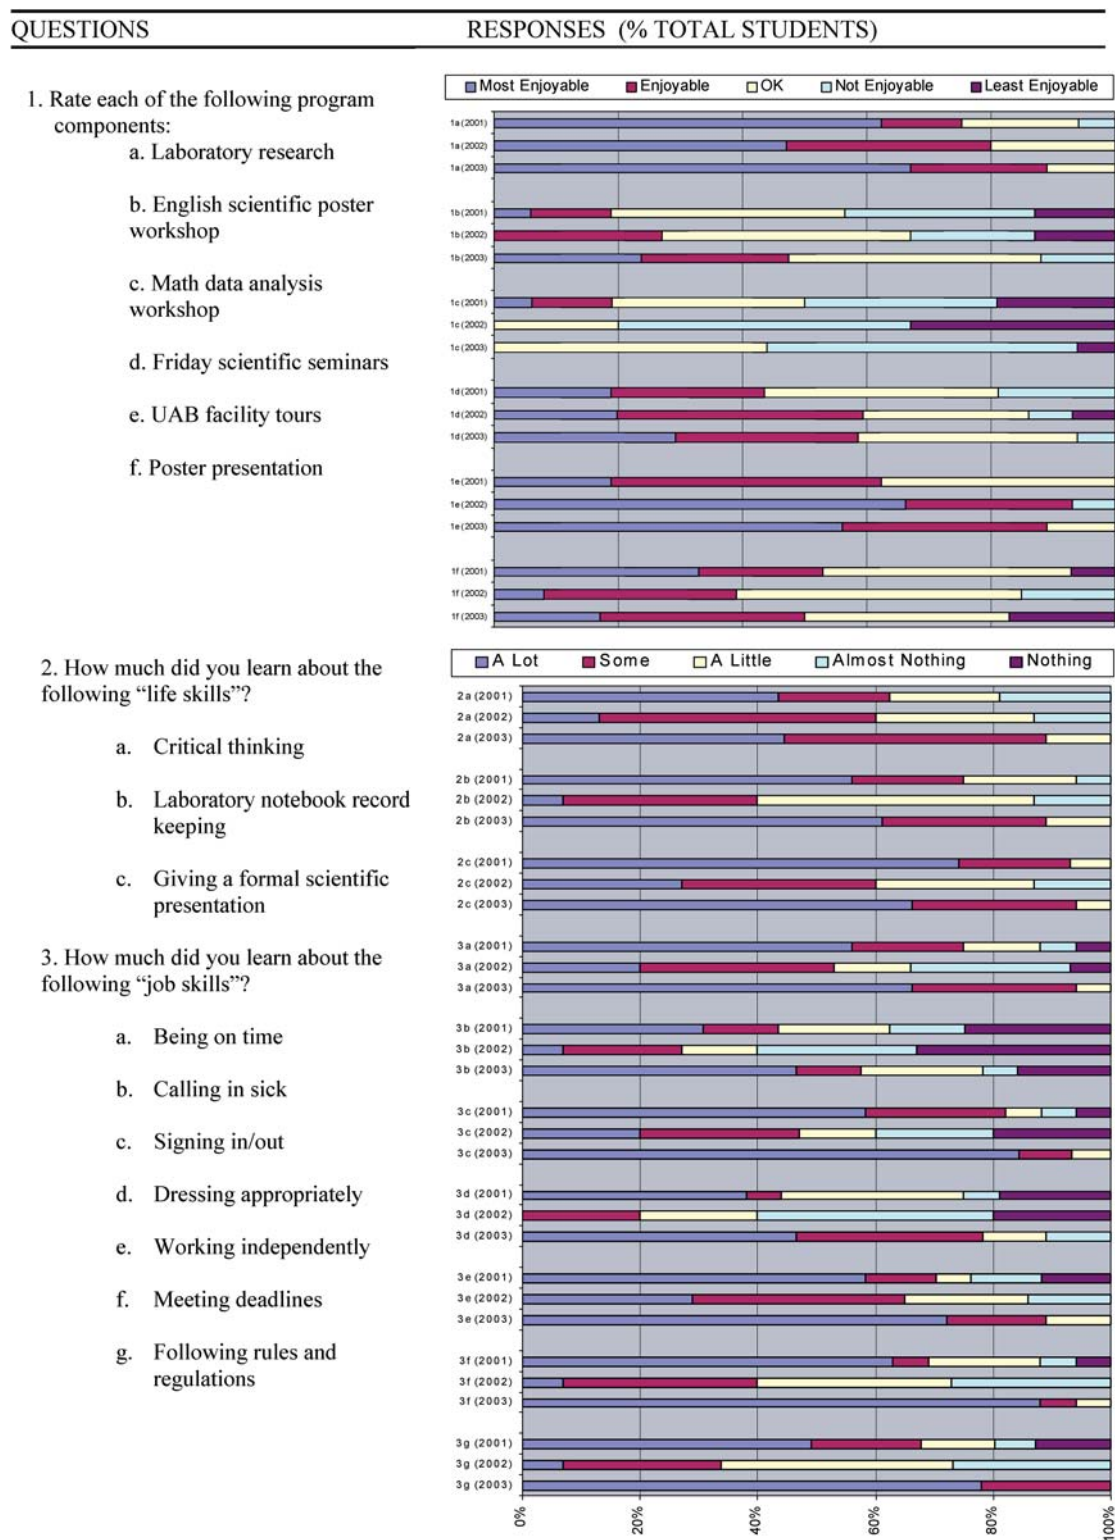 QUESTIONS RESPONSES (% TOTAL STUDENTS)
1. Rate each of the following program
components:
a. Laboratory research
b. English scientific poster
workshop
c. Math data analysis
workshop
d. Friday scientific seminars
e. UAB facility tours
f. Poster presentation
Most Enjoyable Enjoyable OK Not Enjoyable Least Enjoyable
1a (2001)
1a (2002)
1a (2003)
1b (2001)
1b (2002)
1b (2003)
1c (2001)
1c (2002)
1c (2003)
1d (2001)
1d (2002)
1d (2003)
1e (2001)
1e (2002)
1e (2003)
1f (2001)
1f (2002)
1f (2003)
2. How much did you learn about the
following “life skills”?
a. Critical thinking
b. Laboratory notebook record
keeping
c. Giving a formal scientific
presentation
3. How much did you learn about the
following “job skills”?
a. Being on time
b. Calling in sick
c. Signing in/out
d. Dressing appropriately
e. Working independently
f. Meeting deadlines
g. Following rules and
regulations
A Lot Some A Little Almost Nothing Nothing
2a (2001)
2a (2002)
2a (2003)
2b (2001)
2b (2002)
2b (2003)
2c (2001)
2c (2002)
2c (2003)
3a (2001)
3a (2002)
3a (2003)
3b (2001)
3b (2002)
3b (2003)
3c (2001)
3c (2002)
3c (2003)
3d (2001)
3d (2002)
3d (2003)
3e (2001)
3e (2002)
3e (2003)
3f (2001)
3f (2002)
3f (2003)
3g (2001)
3g (2002)
3g (2003)
0% 20% 40% 60% 80% 100%